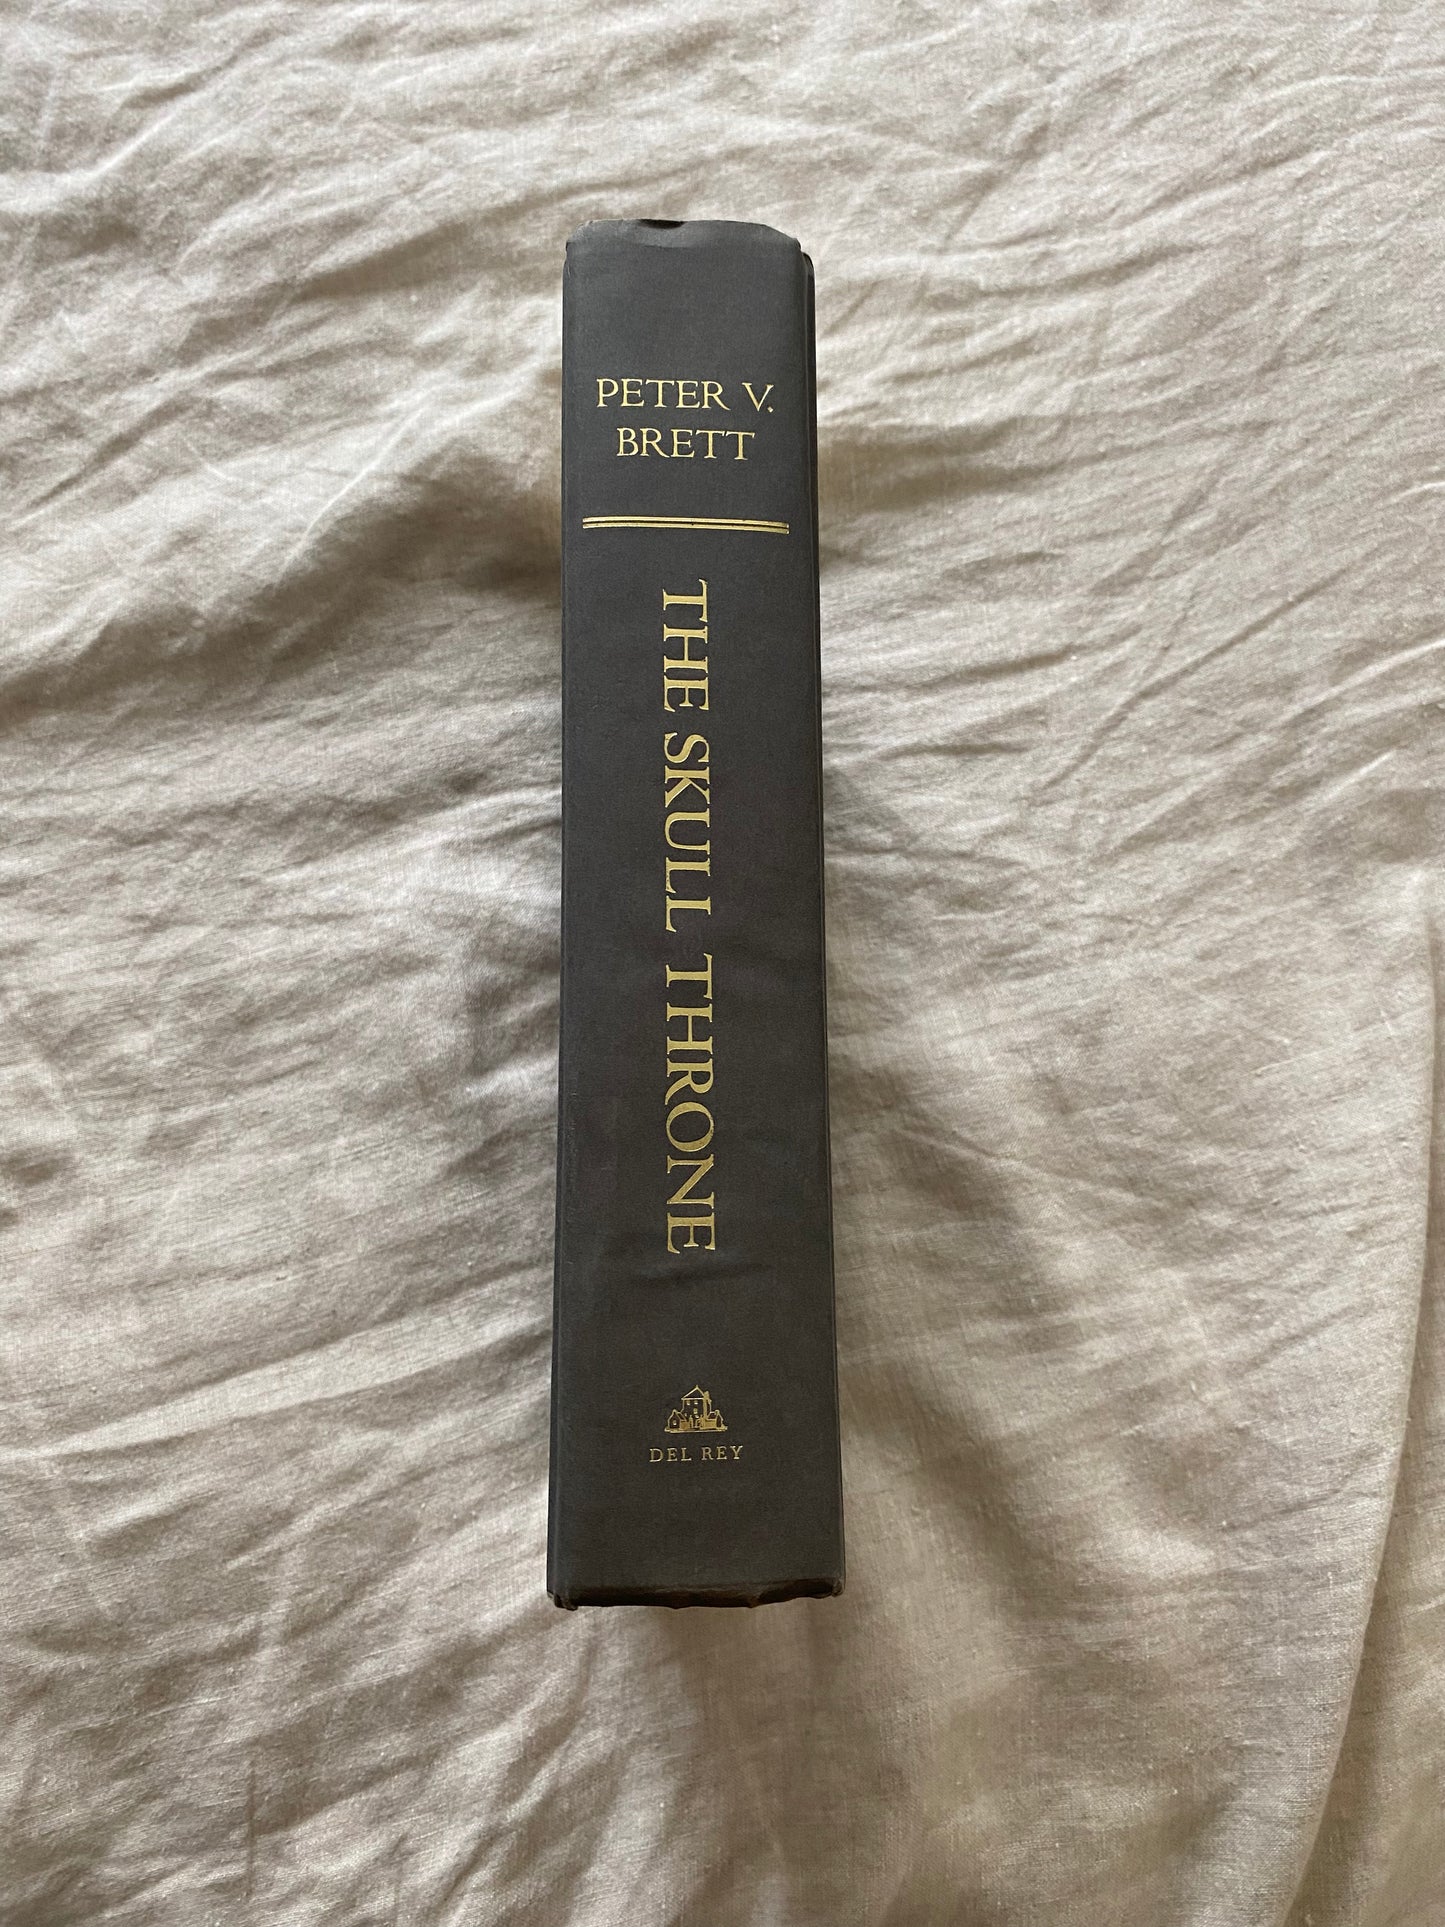 PETER V.
BRETT
THE SKULL THRONE
DEL REY